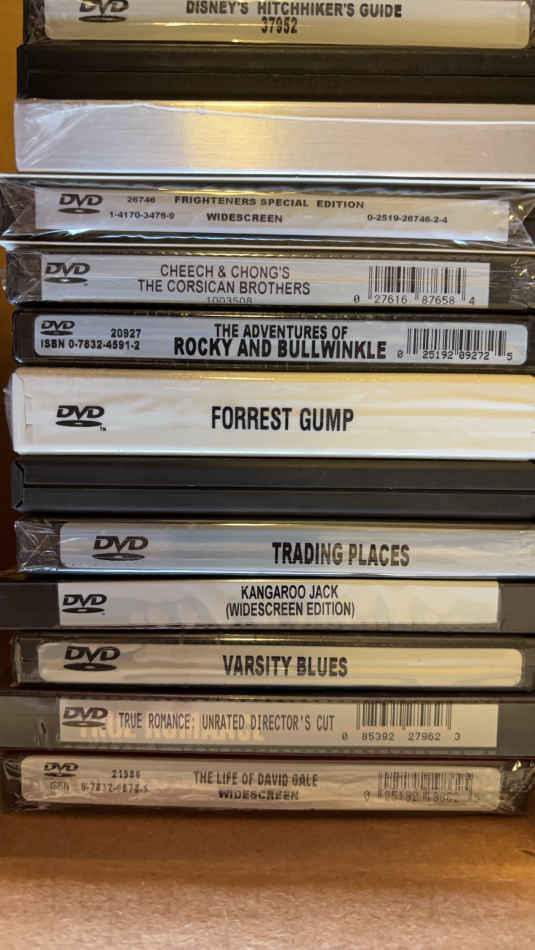 DVD
DISNEY'S HITCHHIKER'S GUIDE
37952
DVD
26746 FRIGHTENERS SPECIAL EDITION
1-4170-3476-9 WIDESCREEN 0-2519-26746-2-4
DVD
CHEECH & CHONG'S
THE CORSICAN BROTHERS
1003508
0 27616 87658 4
DVD
20927
ISBN 0-7832-4591-2
THE ADVENTURES OF
ROCKY AND BULLWINKLE
0 25192 09272 5
DVD
FORREST GUMP
DVD
TRADING PLACES
DVD
KANGAROO JACK
(WIDESCREEN EDITION)
DVD
VARSITY BLUES
DVD
TRUE ROMANCE: UNRATED DIRECTOR'S CUT
0 85392 27962 3
DVD
THE LIFE OF DAVID GALE
WIDESCREEN